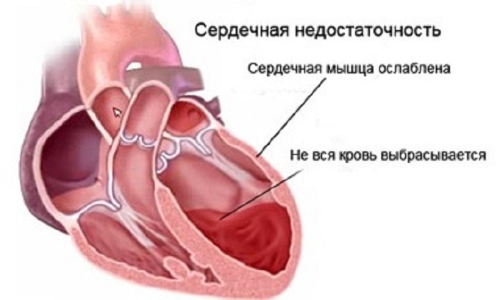 Сердечная недостаточность
Сердечная мышца ослаблена
Не вся кровь выбрасывается